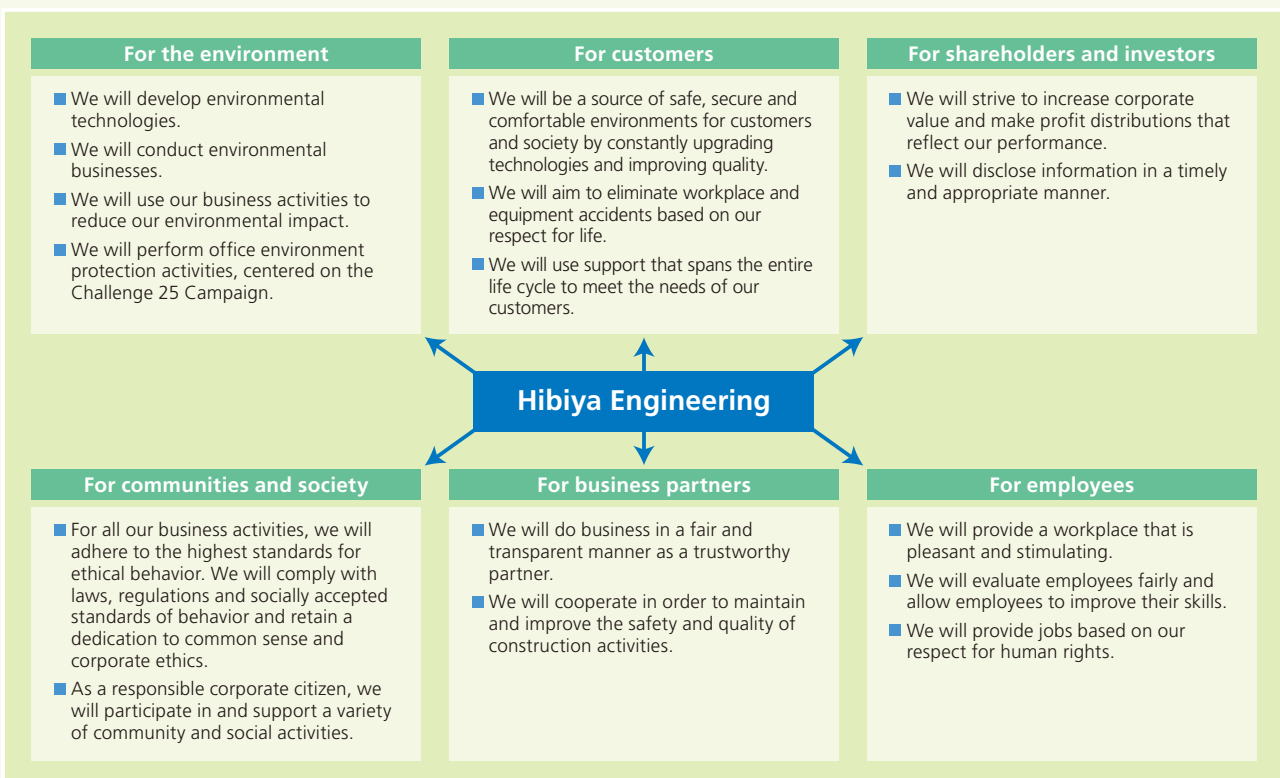 For the environment
We will develop environmental
technologies.
We will conduct environmental
businesses.
We will use our business activities to
reduce our environmental impact.
We will perform office environment
protection activities, centered on the
Challenge 25 Campaign.
For customers
We will be a source of safe, secure and
comfortable environments for customers
and society by constantly upgrading
technologies and improving quality.
We will aim to eliminate workplace and
equipment accidents based on our
respect for life.
We will use support that spans the entire
life cycle to meet the needs of our
customers.
For shareholders and investors
We will strive to increase corporate
value and make profit distributions that
reflect our performance.
We will disclose information in a timely
and appropriate manner.
Hibiya Engineering
For communities and society
For all our business activities, we will
adhere to the highest standards for
ethical behavior. We will comply with
laws, regulations and socially accepted
standards of behavior and retain a
dedication to common sense and
corporate ethics.
As a responsible corporate citizen, we
will participate in and support a variety
of community and social activities.
For business partners
We will do business in a fair and
transparent manner as a trustworthy
partner.
We will cooperate in order to maintain
and improve the safety and quality of
construction activities.
For employees
We will provide a workplace that is
pleasant and stimulating.
We will evaluate employees fairly and
allow employees to improve their skills.
We will provide jobs based on our
respect for human rights.